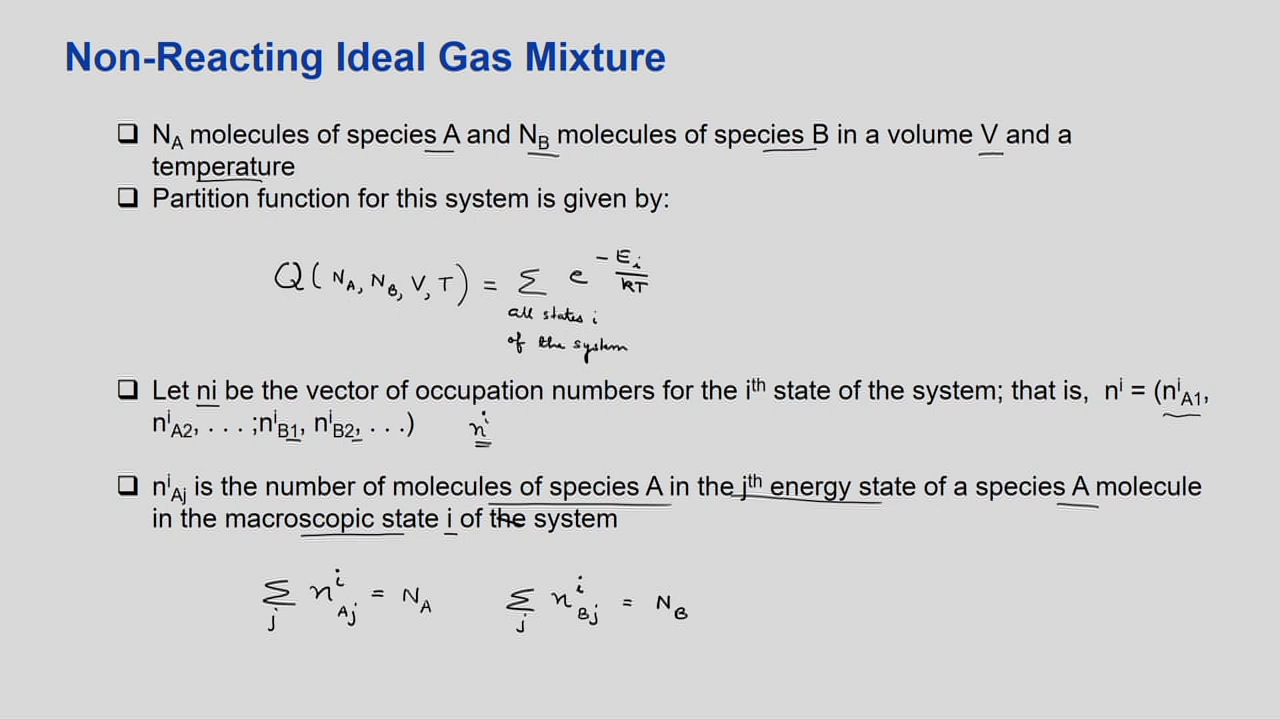 Non-Reacting Ideal Gas Mixture
❑ N_A molecules of species A and N_B molecules of species B in a volume V and a
temperature
❑ Partition function for this system is given by:
Q(N_A, N_B, V, T) = Σ e^(-E_i/kT)
all states i
of the system
❑ Let ni be the vector of occupation numbers for the i^th state of the system; that is, n^i = (n^i_A1,
n^i_A2, . . . ;n^i_B1, n^i_B2, . . .) n^i
❑ n^i_Aj is the number of molecules of species A in the j^th energy state of a species A molecule
in the macroscopic state i of the system
Σ_j n^i_Aj = N_A Σ_j n^i_Bj = N_B